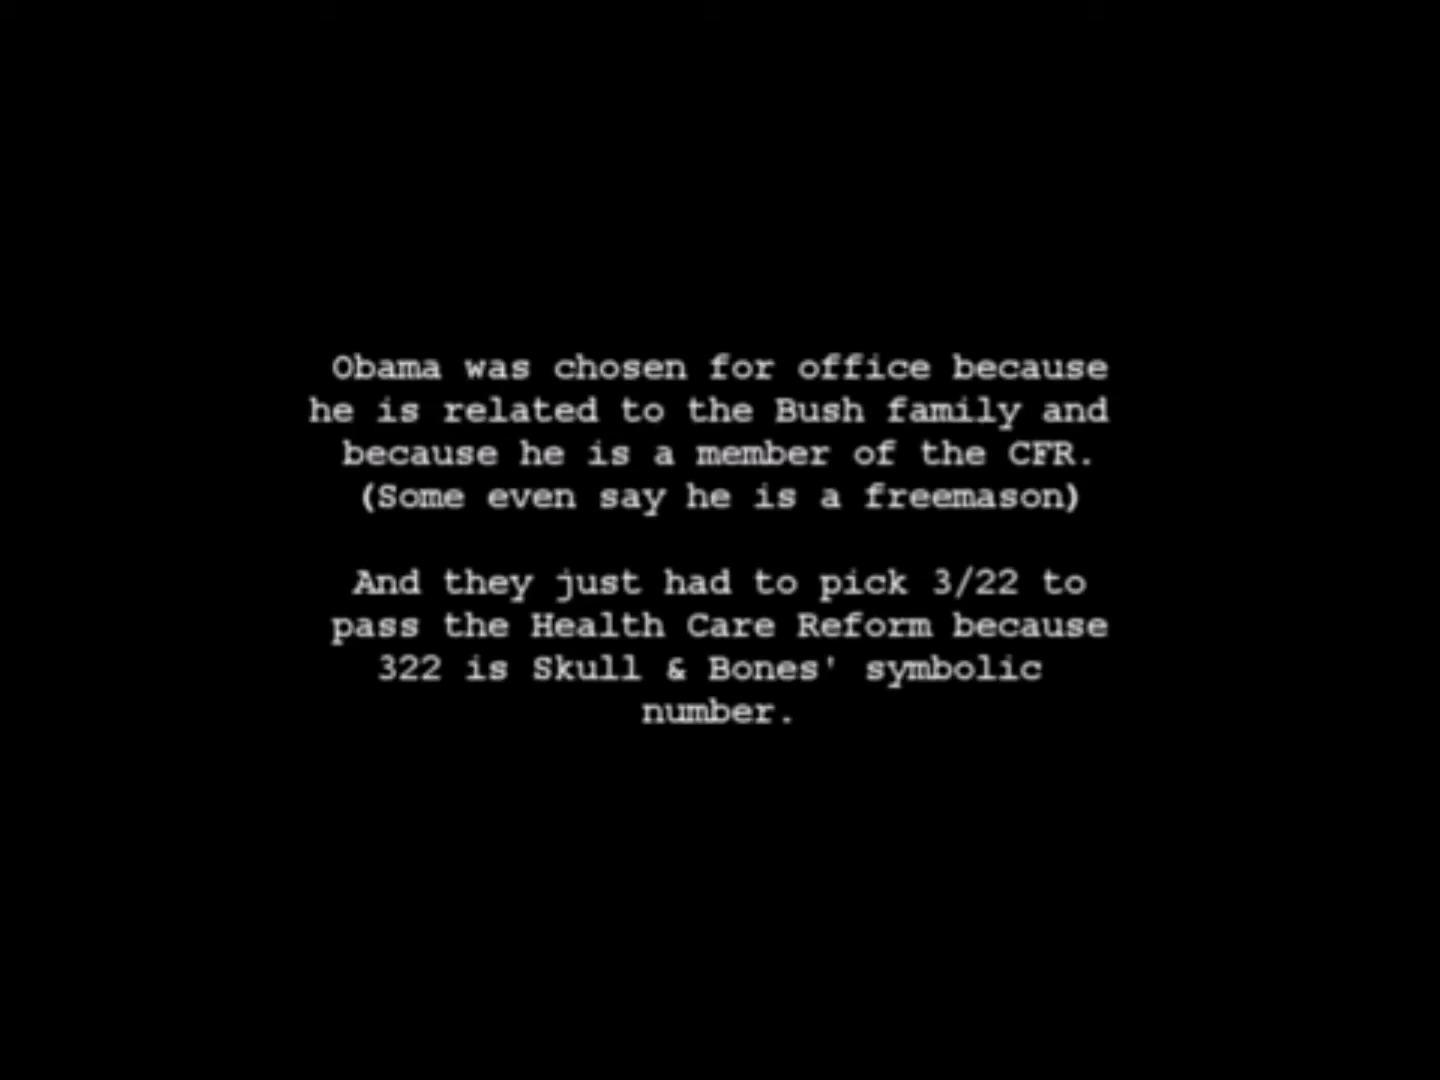 Obama was chosen for office because
he is related to the Bush family and
because he is a member of the CFR.
(Some even say he is a freemason)
And they just had to pick 3/22 to
pass the Health Care Reform because
322 is Skull & Bones' symbolic
number.